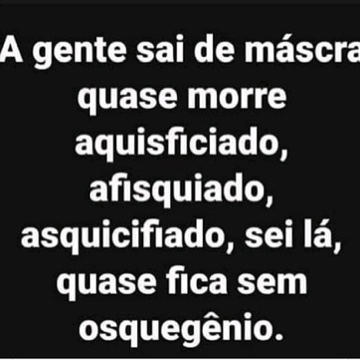 A gente sai de máscra
quase morre
aquisficiado,
afisquiado,
asquicifiado, sei lá,
quase fica sem
osquegênio.